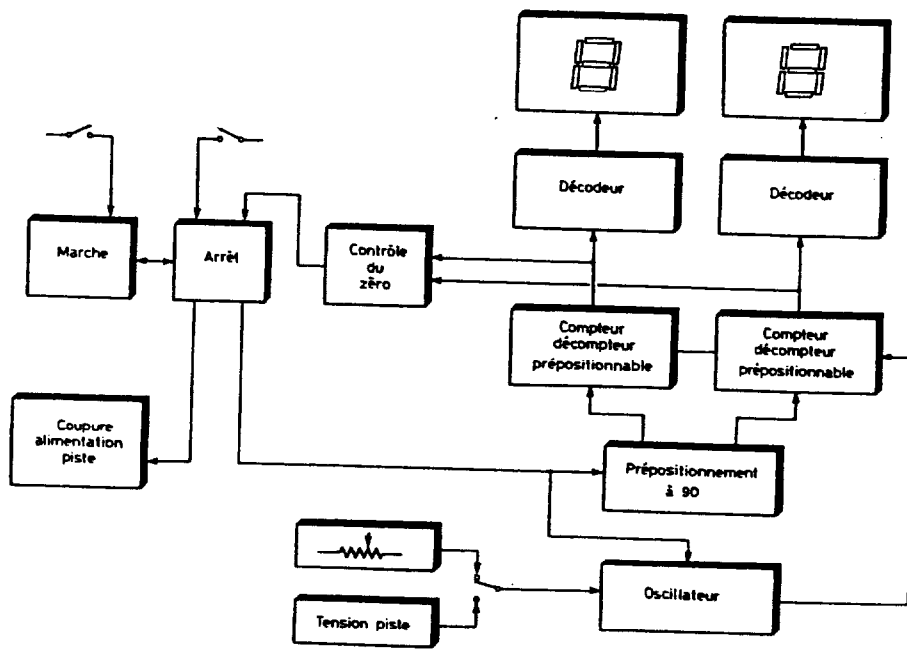 Décodeur
Décodeur
Marche
Arrêt
Contrôle
du
zéro
Compteur
décompteur
prépositionnable
Compteur
décompteur
prépositionnable
Coupure
alimentation
piste
Prépositionnement
à 90
Oscillateur
Tension piste